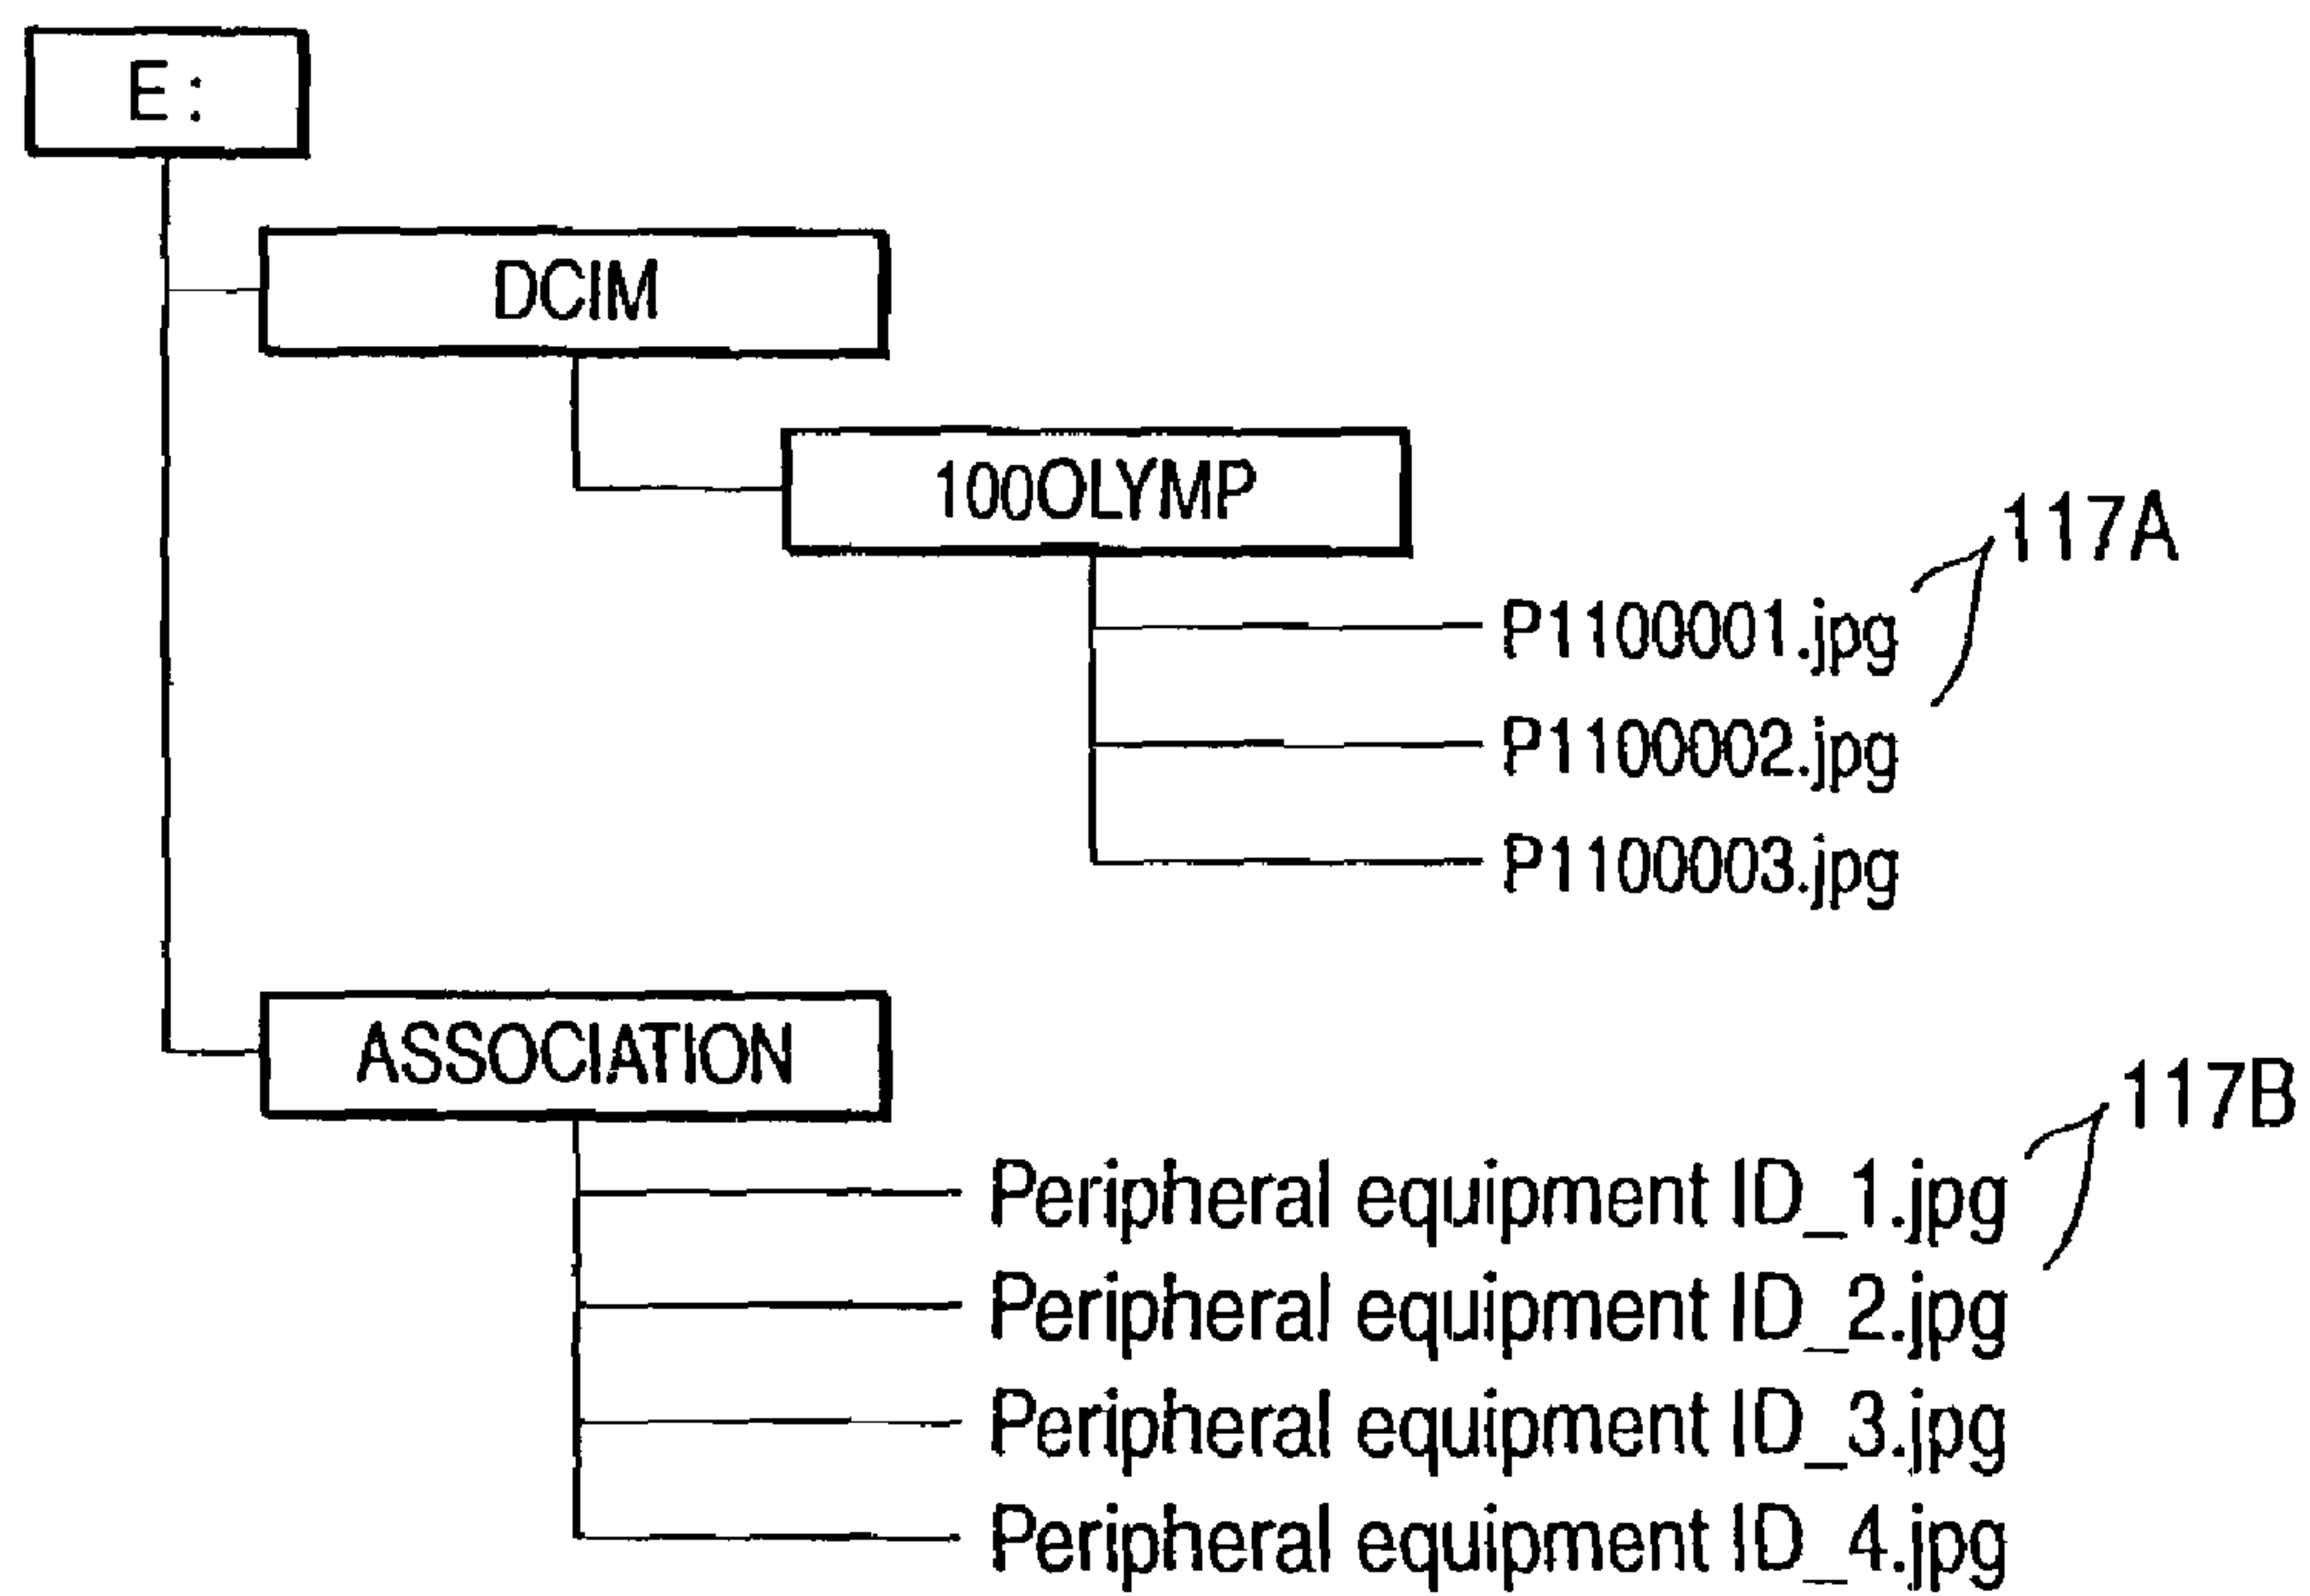 E:
DCIM
100OLYMP
117A
P1100001.jpg
P1100002.jpg
P1100003.jpg
ASSOCIATION
117B
Peripheral equipment ID_1.jpg
Peripheral equipment ID_2.jpg
Peripheral equipment ID_3.jpg
Peripheral equipment ID_4.jpg